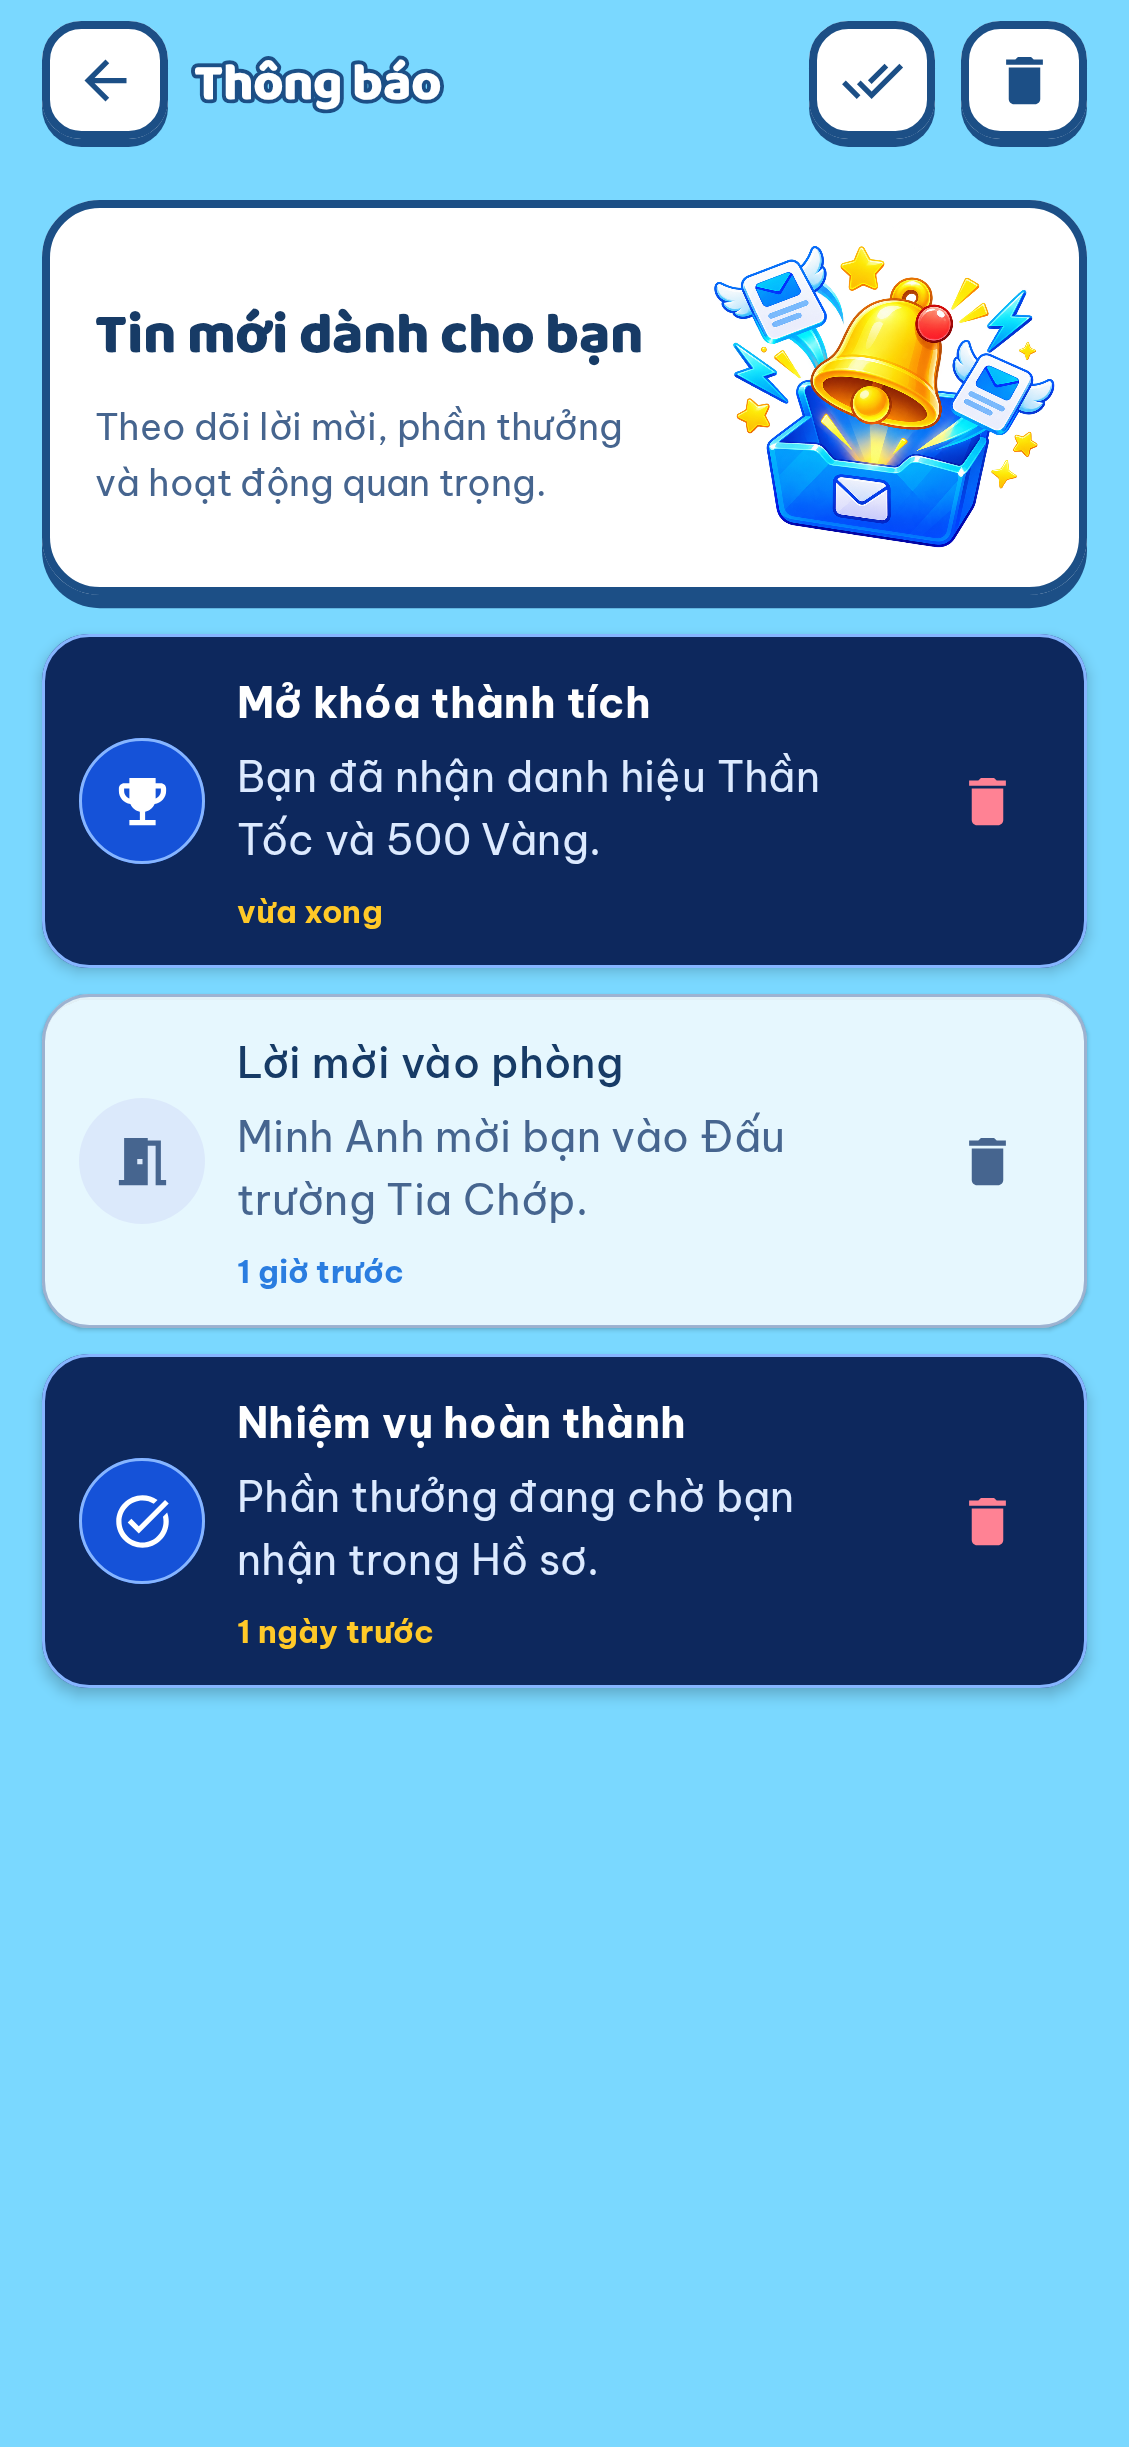 Thông báo
Tin mới dành cho bạn
Theo dõi lời mời, phần thưởng
và hoạt động quan trọng.
Mở khóa thành tích
Bạn đã nhận danh hiệu Thần
Tốc và 500 Vàng.
vừa xong
Lời mời vào phòng
Minh Anh mời bạn vào Đấu
trường Tia Chớp.
1 giờ trước
Nhiệm vụ hoàn thành
Phần thưởng đang chờ bạn
nhận trong Hồ sơ.
1 ngày trước